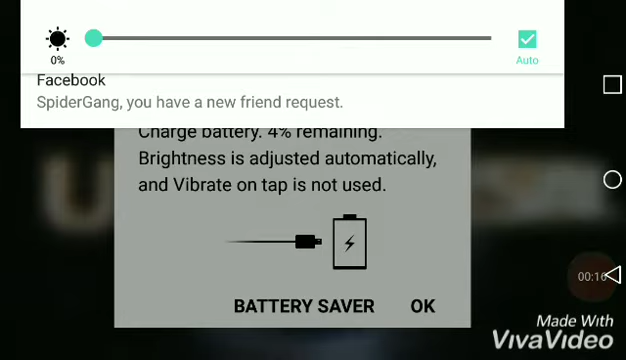 0%
Auto
Facebook
SpiderGang, you have a new friend request.
Charge battery. 4% remaining.
Brightness is adjusted automatically,
and Vibrate on tap is not used.
BATTERY SAVER OK
00:16
Made With
VivaVideo